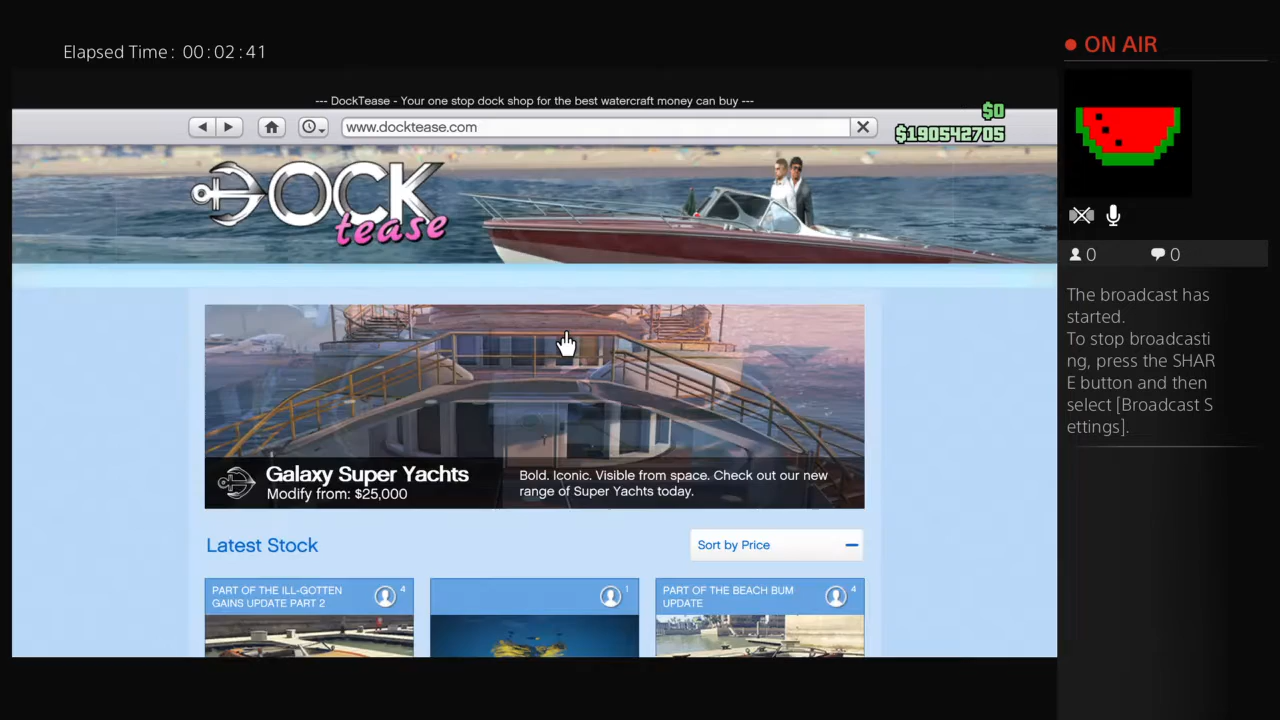 Elapsed Time: 00:02:41
ON AIR
--- DockTease - Your one stop dock shop for the best watercraft money can buy ---
$0
www.docktease.com
$190542705
DOCK
tease
0
0
The broadcast has
started.
To stop broadcasti
ng, press the SHAR
E button and then
select [Broadcast S
ettings].
Galaxy Super Yachts
Modify from: $25,000
Bold. Iconic. Visible from space. Check out our new
range of Super Yachts today.
Latest Stock
Sort by Price
PART OF THE ILL-GOTTEN
GAINS UPDATE PART 2
4
1
PART OF THE BEACH BUM
UPDATE
4